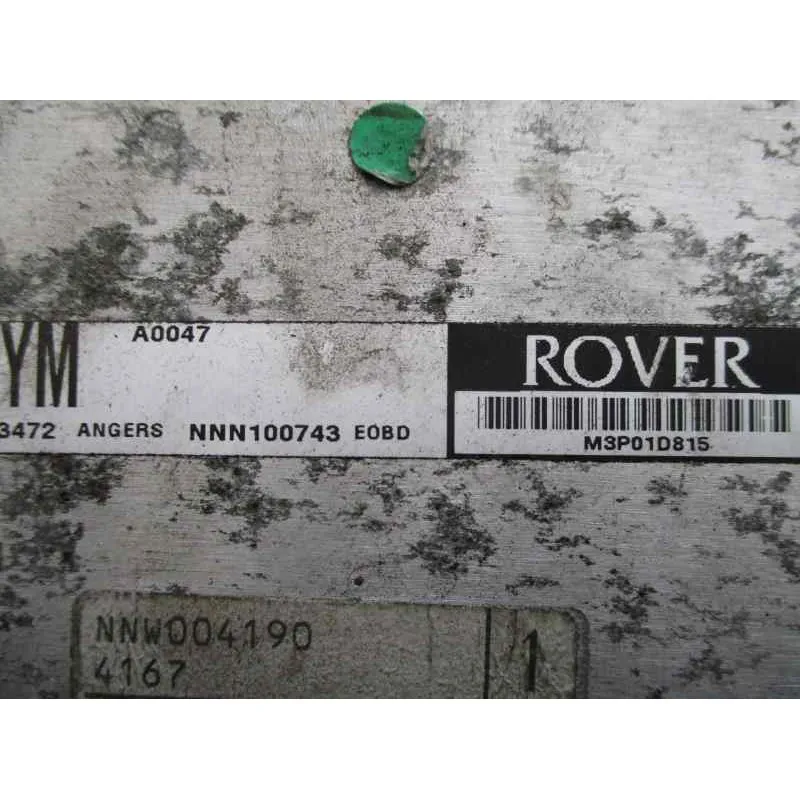 YM
A0047
ROVER
3472 ANGERS NNN100743 EOBD
M3P01D815
NNW004190
4167
1